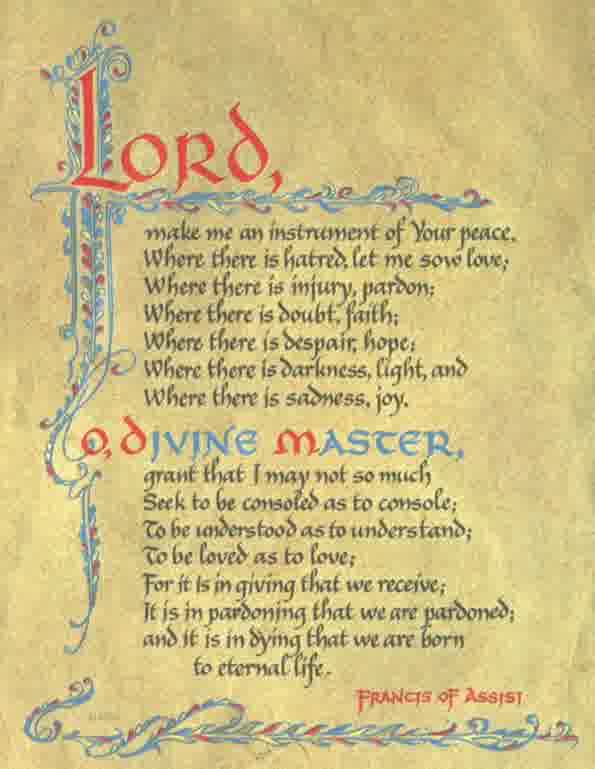 Lord,
make me an instrument of Your peace.
Where there is hatred, let me sow love;
Where there is injury, pardon;
Where there is doubt, faith;
Where there is despair, hope;
Where there is darkness, light, and
Where there is sadness, joy.
O, DIVINE MASTER,
grant that I may not so much
Seek to be consoled as to console;
To be understood as to understand;
To be loved as to love;
For it is in giving that we receive;
It is in pardoning that we are pardoned;
and it is in dying that we are born
to eternal life.
FRANCIS OF ASSISI